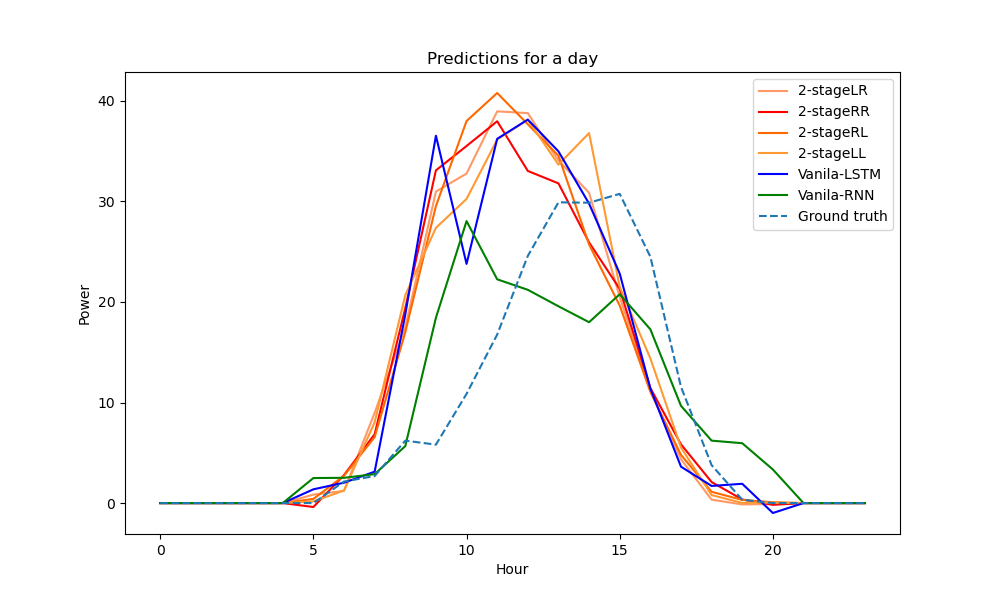 Predictions for a day
40
30
20
10
0
Power
0 5 10 15 20
Hour
2-stageLR
2-stageRR
2-stageRL
2-stageLL
Vanila-LSTM
Vanila-RNN
Ground truth